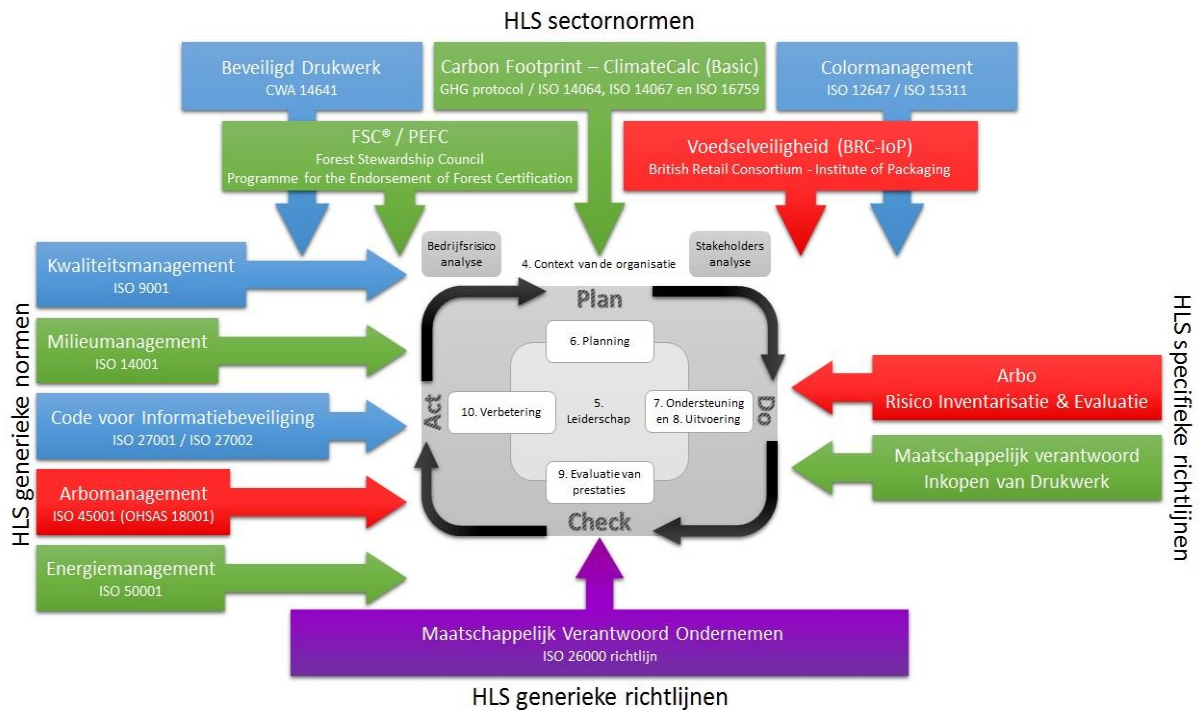 HLS sectornormen
Beveiligd Drukwerk
CWA 14641
Carbon Footprint – ClimateCalc (Basic)
GHG protocol / ISO 14064, ISO 14067 en ISO 16759
Colormanagement
ISO 12647 / ISO 15311
FSC® / PEFC
Forest Stewardship Council
Programme for the Endorsement of Forest Certification
Voedselveiligheid (BRC-IoP)
British Retail Consortium - Institute of Packaging
HLS generieke normen
Kwaliteitsmanagement
ISO 9001
Milieumanagement
ISO 14001
Code voor Informatiebeveiliging
ISO 27001 / ISO 27002
Arbomanagement
ISO 45001 (OHSAS 18001)
Energiemanagement
ISO 50001
Bedrijfsrisico
analyse
4. Context van de organisatie
Stakeholders
analyse
Plan
6. Planning
Act
10. Verbetering
5.
Leiderschap
7. Ondersteuning
en 8. Uitvoering
Do
9. Evaluatie van
prestaties
Check
Arbo
Risico Inventarisatie & Evaluatie
Maatschappelijk verantwoord
Inkopen van Drukwerk
HLS specifieke richtlijnen
Maatschappelijk Verantwoord Ondernemen
ISO 26000 richtlijn
HLS generieke richtlijnen